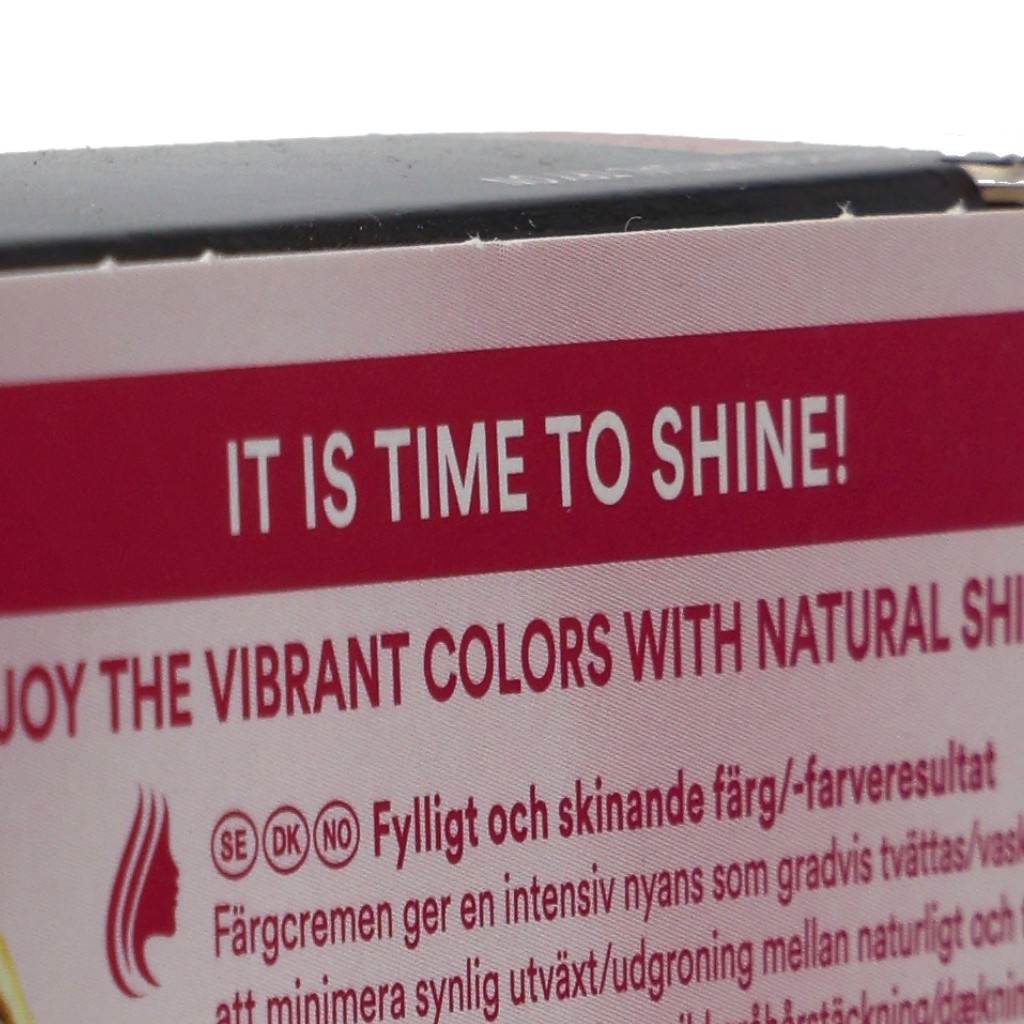 IT IS TIME TO SHINE!
JOY THE VIBRANT COLORS WITH NATURAL SHI
SE DK NO Fylligt och skinande färg/-farveresultat
Färgcremen ger en intensiv nyans som gradvis tvättas/vask
att minimera synlig utväxt/udgroning mellan naturligt och